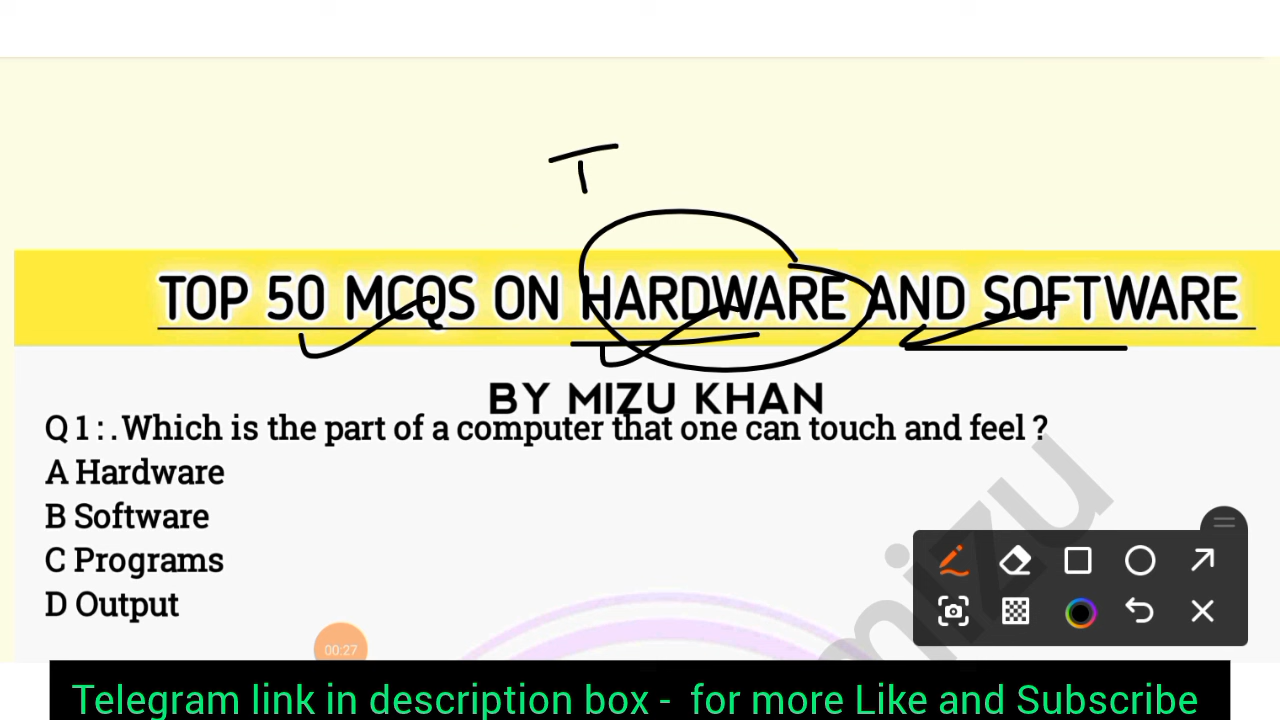 T
TOP 50 MCQS ON HARDWARE AND SOFTWARE
BY MIZU KHAN
Q 1 : . Which is the part of a computer that one can touch and feel ?
A Hardware
B Software
C Programs
D Output
mizu
00:27
Telegram link in description box - for more Like and Subscribe